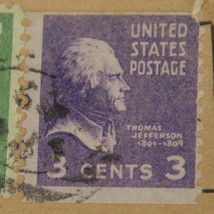 UNITED
STATES
POSTAGE
THOMAS
JEFFERSON
1801-1809
3 CENTS 3